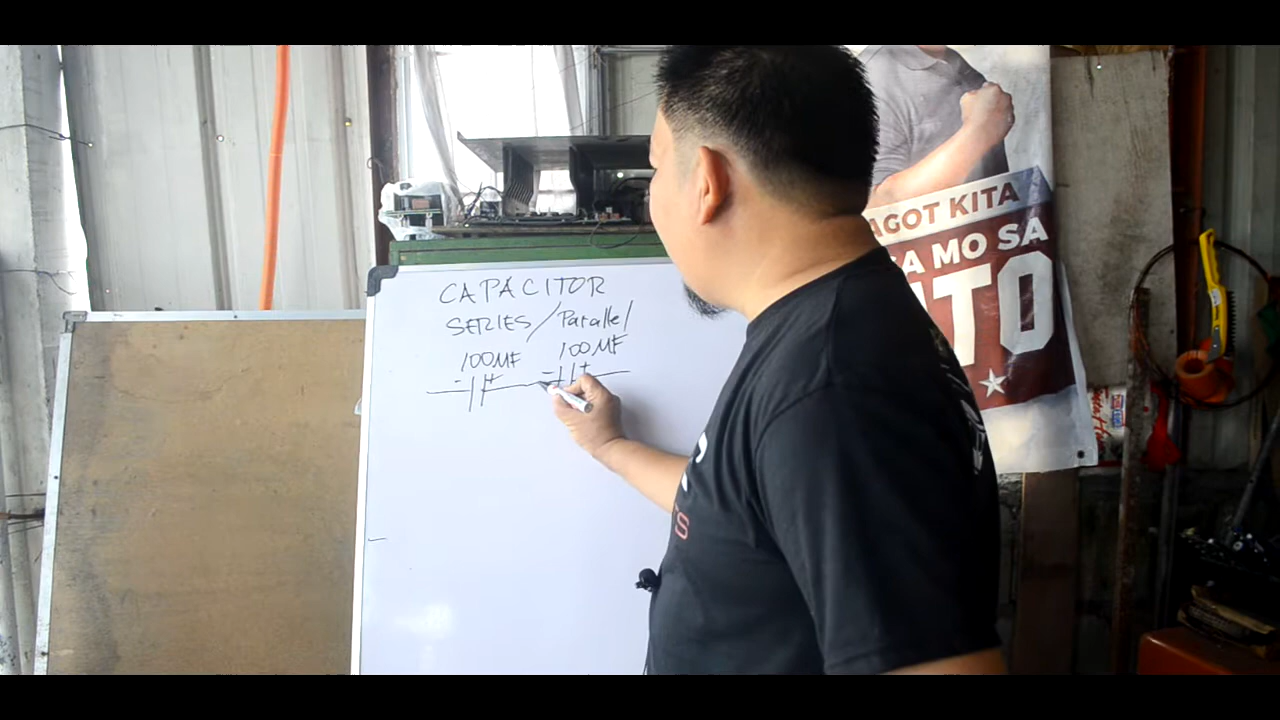 CAPACITOR
SERIES / Parallel
100MF 100MF
- + - +
AGOT KITA
A MO SA
TO